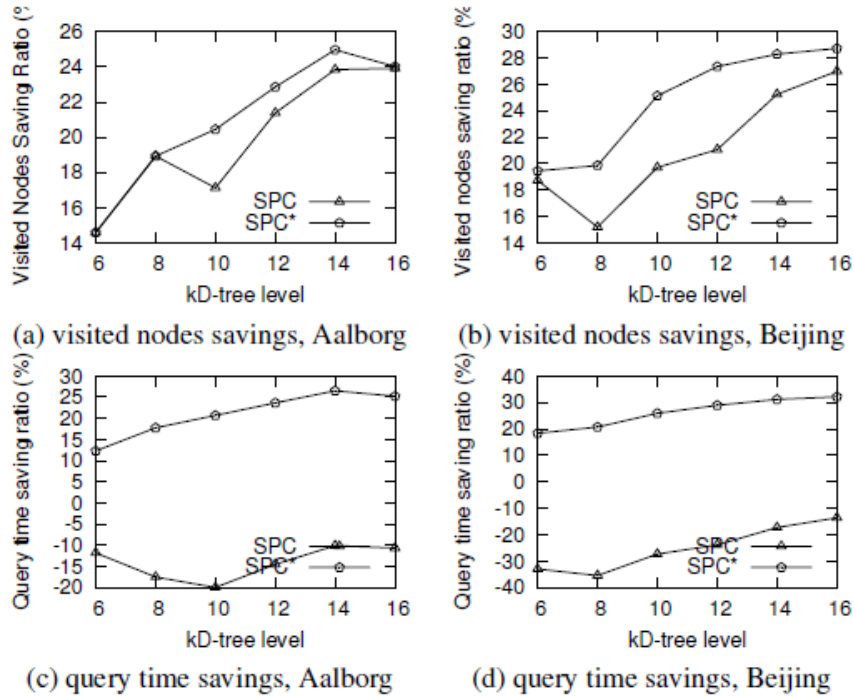 Visited Nodes Saving Ratio (%
26
24
22
20
18
16
14
SPC
SPC*
6 8 10 12 14 16
kD-tree level
(a) visited nodes savings, Aalborg
Visited nodes saving ratio (%
30
28
26
24
22
20
18
16
14
SPC
SPC*
6 8 10 12 14 16
kD-tree level
(b) visited nodes savings, Beijing
Query time saving ratio (%)
30
25
20
15
10
5
0
-5
-10
-15
-20
SPC
SPC*
6 8 10 12 14 16
kD-tree level
(c) query time savings, Aalborg
Query time saving ratio (%)
40
30
20
10
0
-10
-20
-30
-40
SPC
SPC*
6 8 10 12 14 16
kD-tree level
(d) query time savings, Beijing